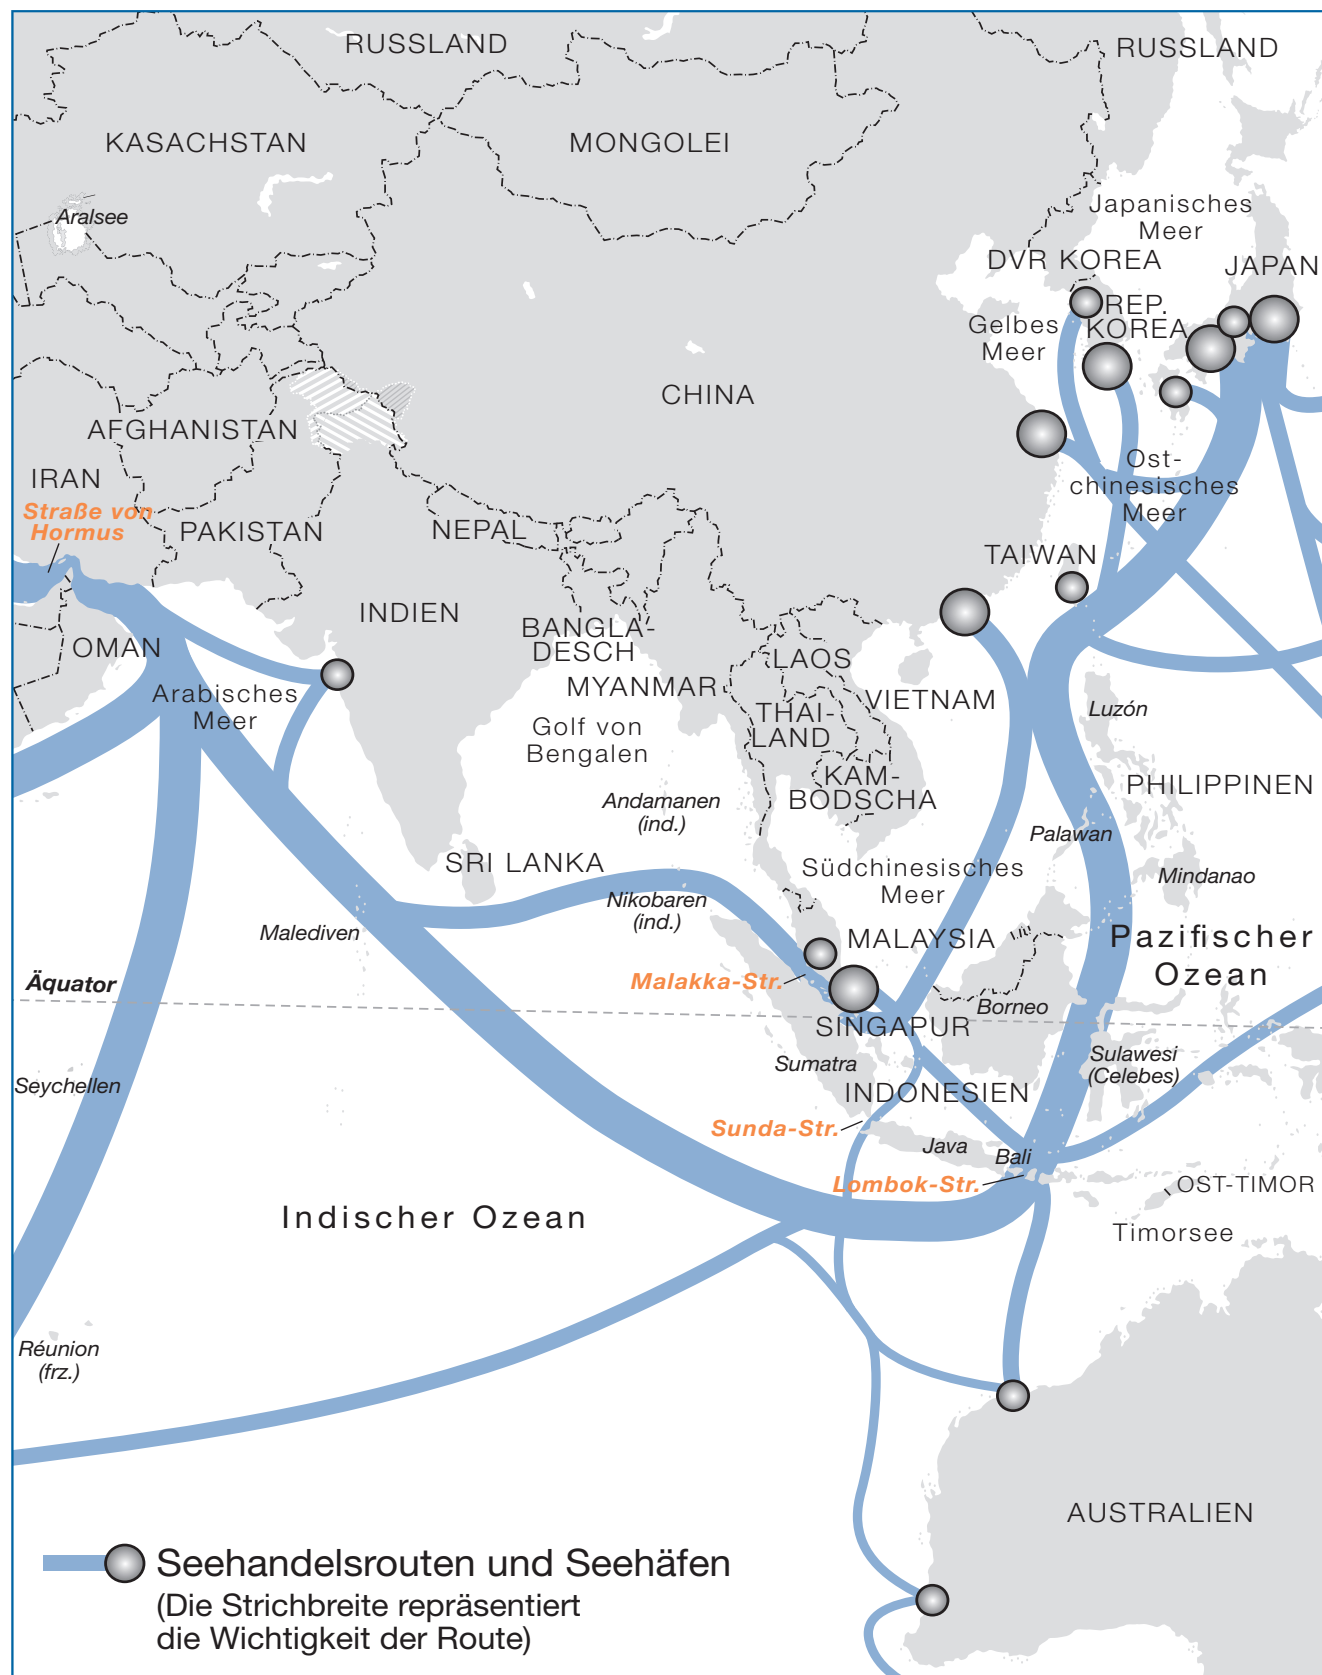 RUSSLAND
RUSSLAND
KASACHSTAN
MONGOLEI
Aralsee
Japanisches
Meer
DVR KOREA
JAPAN
REP.
KOREA
Gelbes
Meer
CHINA
AFGHANISTAN
IRAN
Straße von
Hormus
PAKISTAN
NEPAL
Ost-
chinesisches
Meer
TAIWAN
INDIEN
BANGLA-
DESCH
OMAN
LAOS
MYANMAR
VIETNAM
Arabisches
Meer
THAI-
LAND
Luzón
Golf von
Bengalen
KAM-
BODSCHA
PHILIPPINEN
Andamanen
(ind.)
Palawan
SRI LANKA
Südchinesisches
Meer
Mindanao
Nikobaren
(ind.)
Malediven
MALAYSIA
Pazifischer
Ozean
Malakka-Str.
Äquator
Borneo
SINGAPUR
Sumatra
Sulawesi
(Celebes)
Seychellen
INDONESIEN
Sunda-Str.
Java
Bali
Lombok-Str.
OST-TIMOR
Indischer Ozean
Timorsee
Réunion
(frz.)
AUSTRALIEN
Seehandelsrouten und Seehäfen
(Die Strichbreite repräsentiert
die Wichtigkeit der Route)